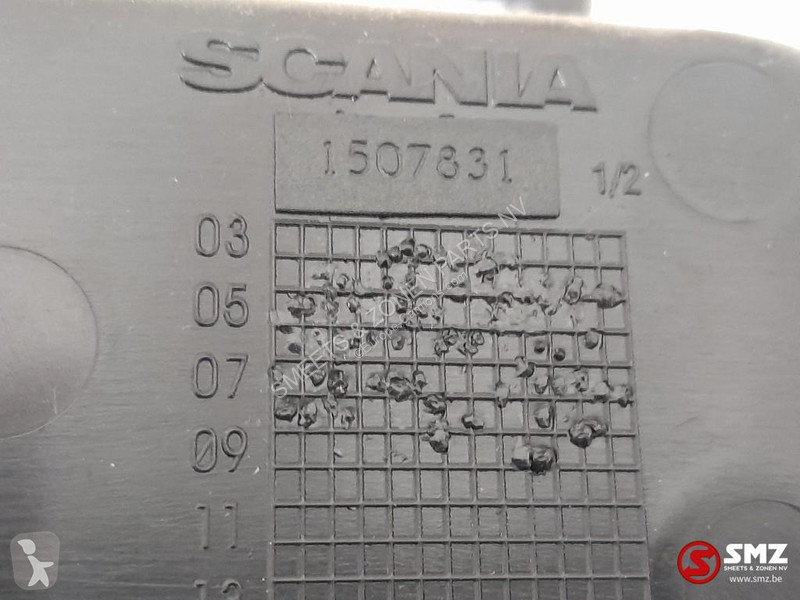 SCANIA
1507831
1/2
03
05
07
09
11
SMEETS & ZONEN PARTS NV
SMZ
SMEETS & ZONEN NV
www.smz.be